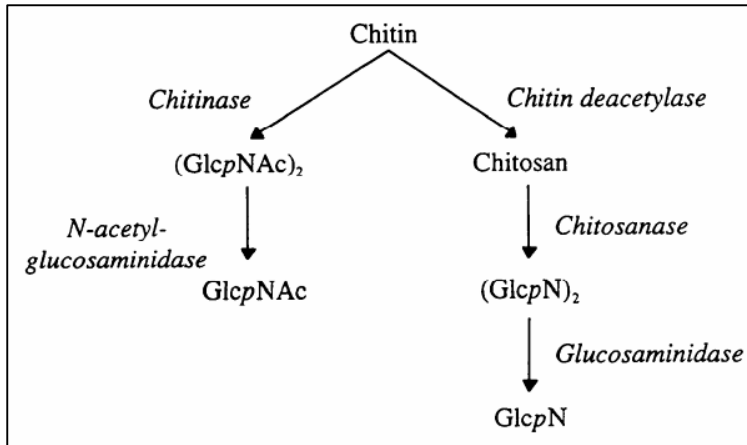 Chitin
Chitinase
Chitin deacetylase
(GlcpNAc)₂
Chitosan
N-acetyl-
glucosaminidase
Chitosanase
GlcpNAc
(GlcpN)₂
Glucosaminidase
GlcpN